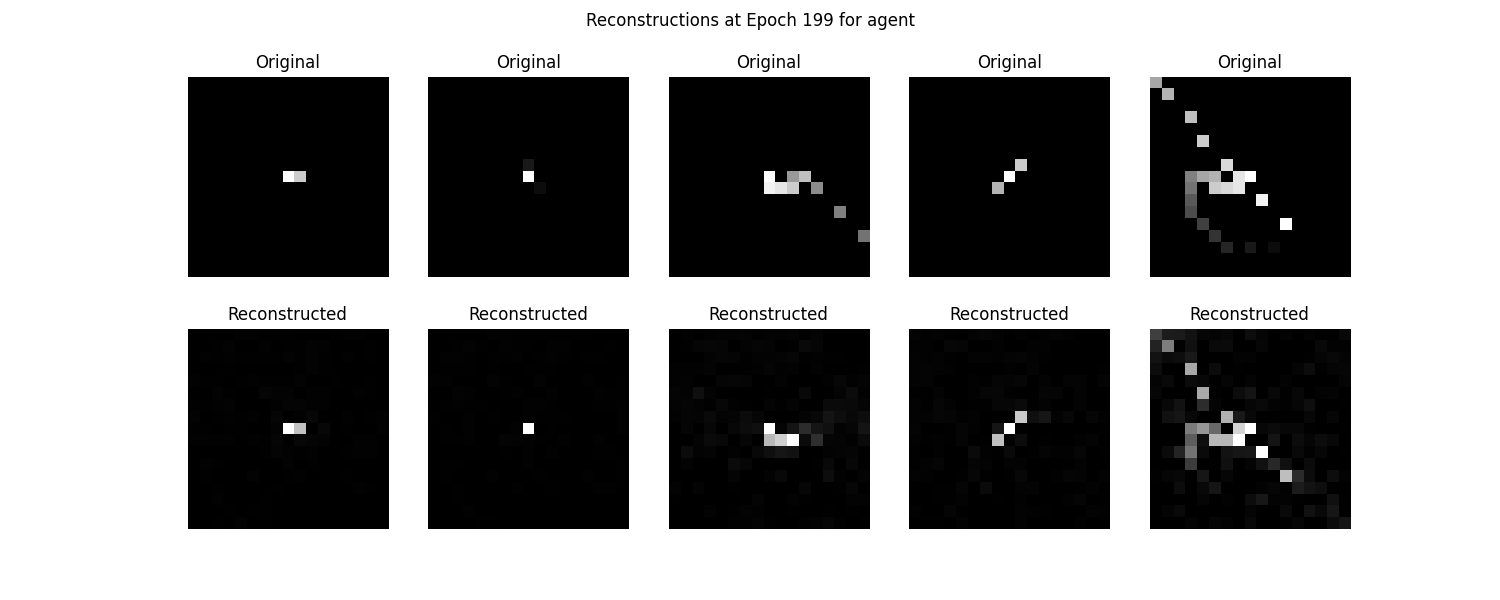 Reconstructions at Epoch 199 for agent
Original Original Original Original Original
Reconstructed Reconstructed Reconstructed Reconstructed Reconstructed